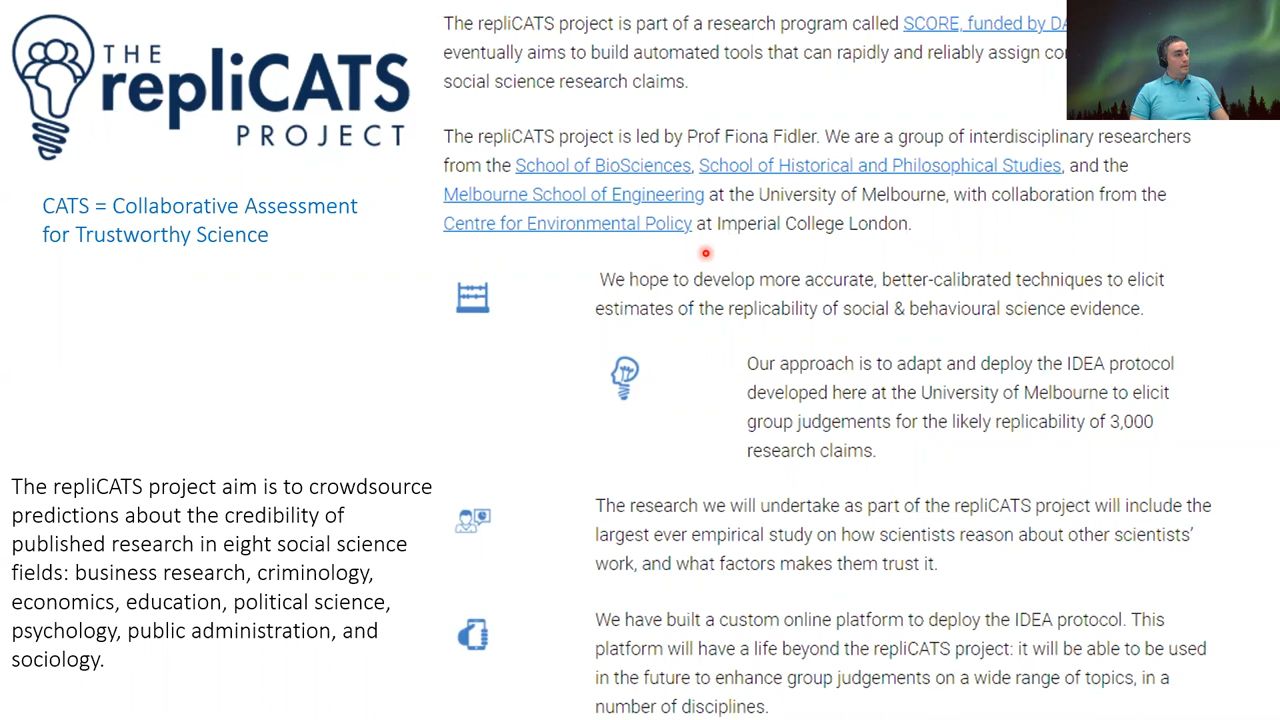 THE
repliCATS
PROJECT
CATS = Collaborative Assessment
for Trustworthy Science
The repliCATS project aim is to crowdsource
predictions about the credibility of
published research in eight social science
fields: business research, criminology,
economics, education, political science,
psychology, public administration, and
sociology.
The repliCATS project is part of a research program called SCORE, funded by
eventually aims to build automated tools that can rapidly and reliably assign
social science research claims.
The repliCATS project is led by Prof Fiona Fidler. We are a group of interdisciplinary researchers
from the School of BioSciences, School of Historical and Philosophical Studies, and the
Melbourne School of Engineering at the University of Melbourne, with collaboration from the
Centre for Environmental Policy at Imperial College London.
We hope to develop more accurate, better-calibrated techniques to elicit
estimates of the replicability of social & behavioural science evidence.
Our approach is to adapt and deploy the IDEA protocol
developed here at the University of Melbourne to elicit
group judgements for the likely replicability of 3,000
research claims.
The research we will undertake as part of the repliCATS project will include the
largest ever empirical study on how scientists reason about other scientists’
work, and what factors makes them trust it.
We have built a custom online platform to deploy the IDEA protocol. This
platform will have a life beyond the repliCATS project: it will be able to be used
in the future to enhance group judgements on a wide range of topics, in a
number of disciplines.